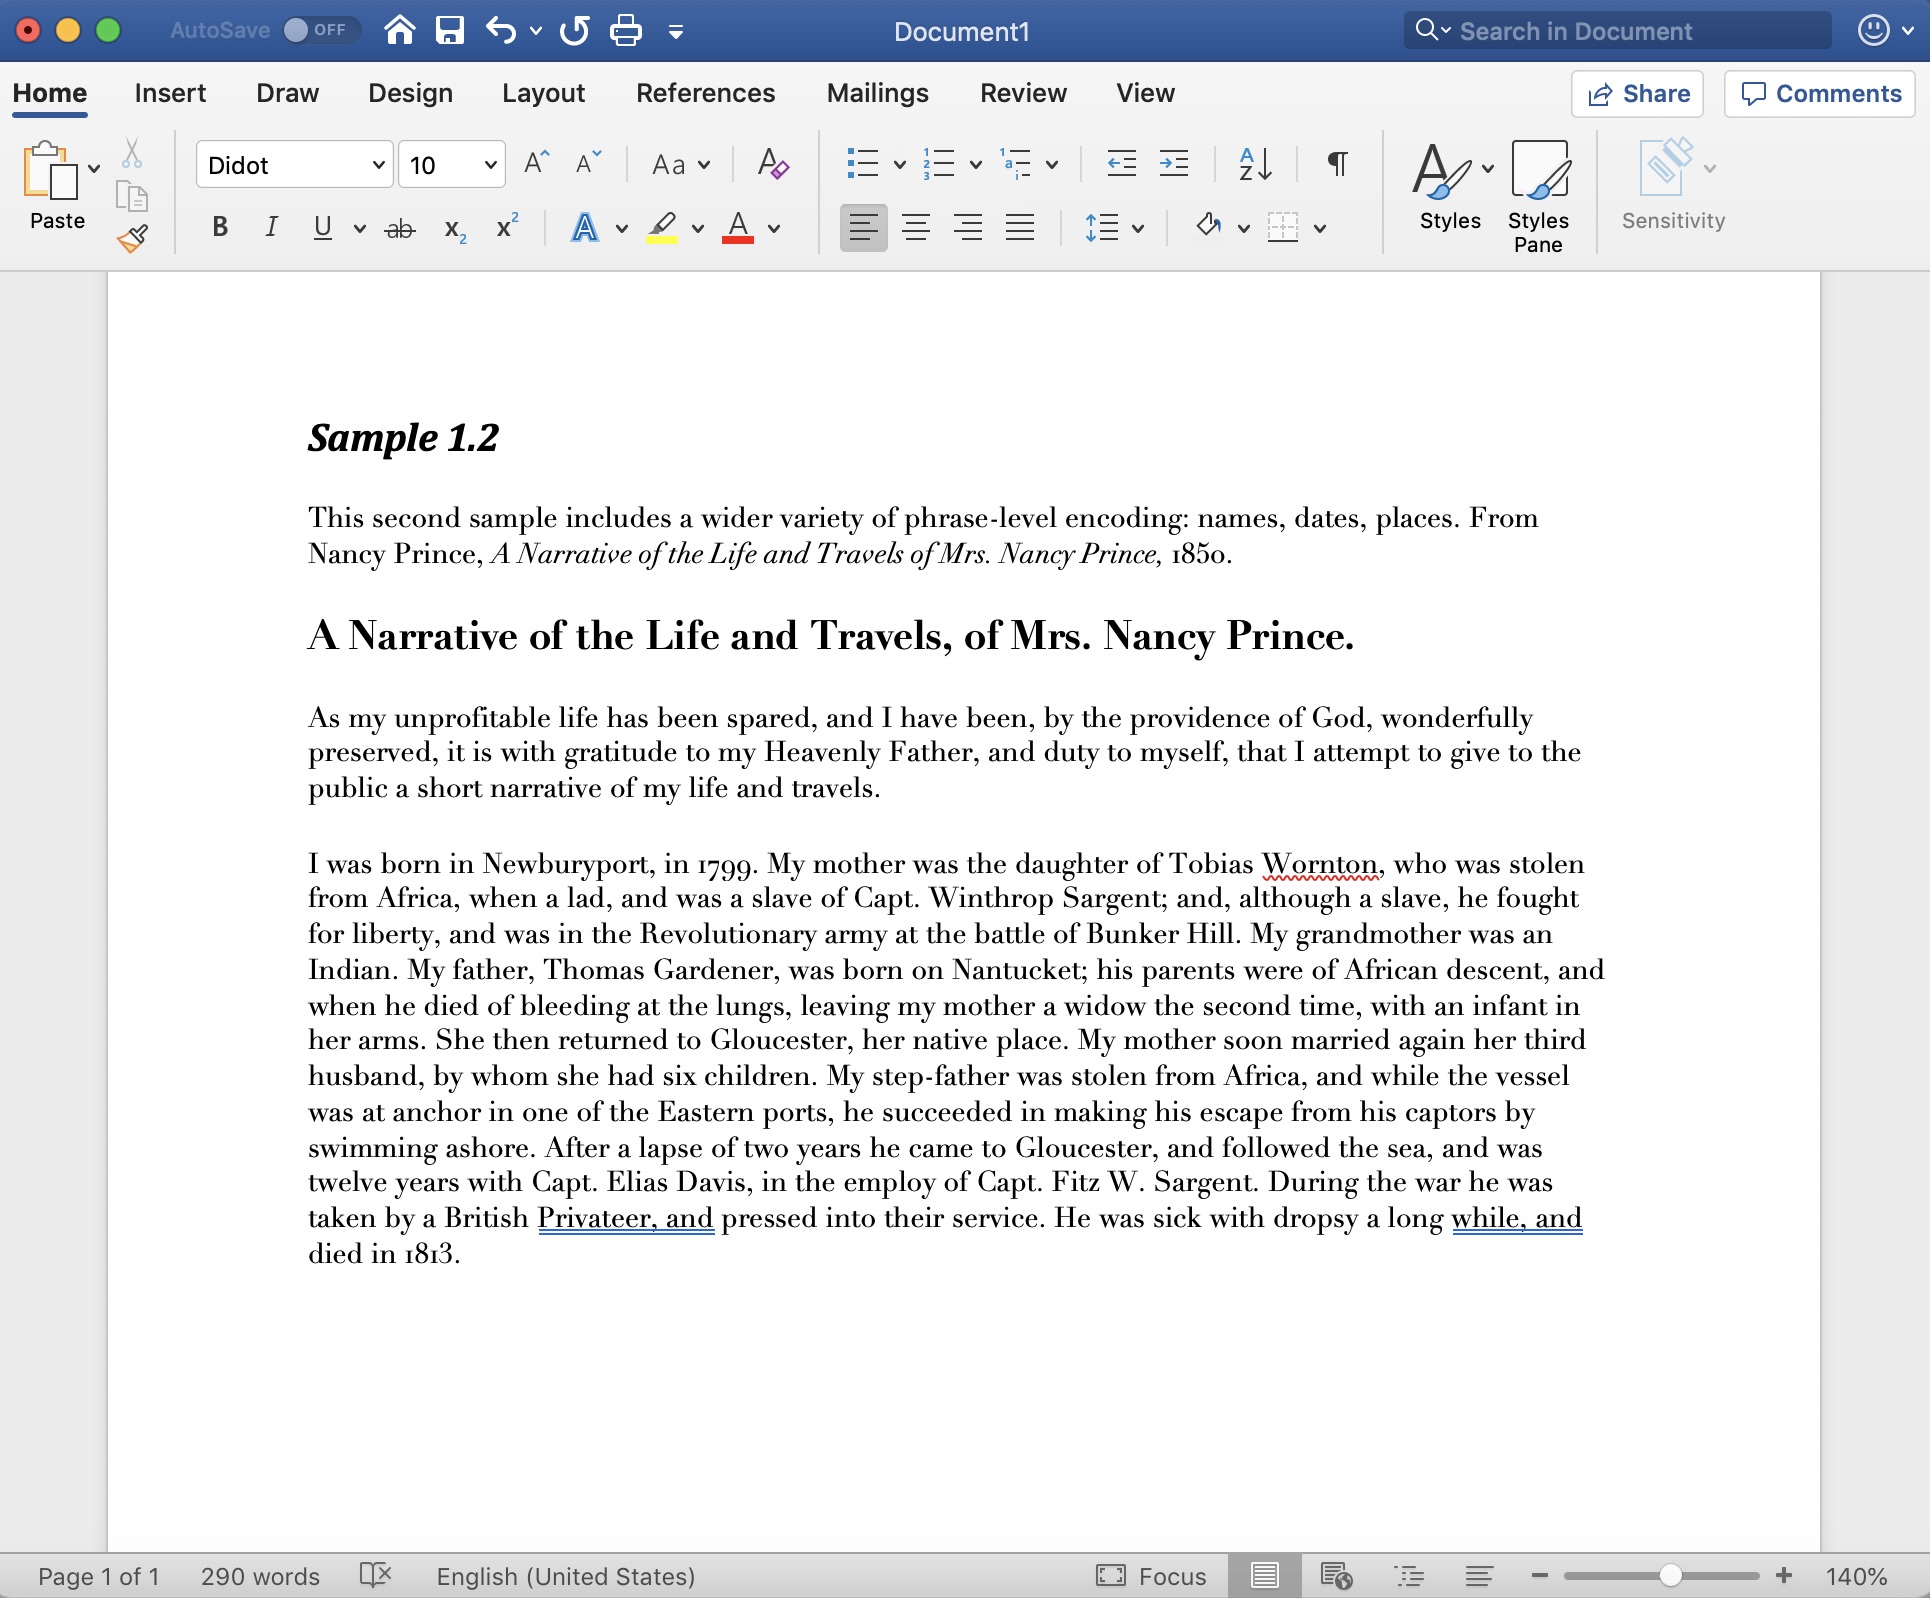 AutoSave OFF Document1 Search in Document
Home Insert Draw Design Layout References Mailings Review View Share Comments
Paste Didot 10 Styles Styles Pane Sensitivity
Sample 1.2
This second sample includes a wider variety of phrase-level encoding: names, dates, places. From
Nancy Prince, A Narrative of the Life and Travels of Mrs. Nancy Prince, 1850.
A Narrative of the Life and Travels, of Mrs. Nancy Prince.
As my unprofitable life has been spared, and I have been, by the providence of God, wonderfully
preserved, it is with gratitude to my Heavenly Father, and duty to myself, that I attempt to give to the
public a short narrative of my life and travels.
I was born in Newburyport, in 1799. My mother was the daughter of Tobias Wornton, who was stolen
from Africa, when a lad, and was a slave of Capt. Winthrop Sargent; and, although a slave, he fought
for liberty, and was in the Revolutionary army at the battle of Bunker Hill. My grandmother was an
Indian. My father, Thomas Gardener, was born on Nantucket; his parents were of African descent, and
when he died of bleeding at the lungs, leaving my mother a widow the second time, with an infant in
her arms. She then returned to Gloucester, her native place. My mother soon married again her third
husband, by whom she had six children. My step-father was stolen from Africa, and while the vessel
was at anchor in one of the Eastern ports, he succeeded in making his escape from his captors by
swimming ashore. After a lapse of two years he came to Gloucester, and followed the sea, and was
twelve years with Capt. Elias Davis, in the employ of Capt. Fitz W. Sargent. During the war he was
taken by a British Privateer, and pressed into their service. He was sick with dropsy a long while, and
died in 1813.
Page 1 of 1 290 words English (United States) Focus 140%